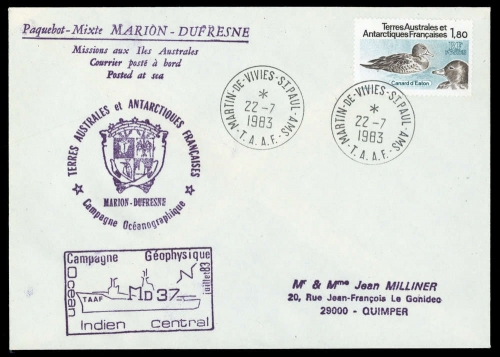 Paquebot-Mixte MARION-DUFRESNE
Missions aux Iles Australes
Courrier posté à bord
Posted at sea
Terres Australes et
Antarctiques Françaises 1,80
RF
Canard d'Eaton
MARTIN-DE-VIVIES-ST.PAUL-AMS
*
22-7
1983
T.A.A.F.
MARTIN-DE-VIVIES-ST.PAUL-AMS
*
22-7
1983
T.A.A.F.
TERRES AUSTRALES et ANTARCTIQUES FRANÇAISES
MARION-DUFRESNE
Campagne Océanographique
Campagne Géophysique
juillet 83
TAAF MD 37
Océan
Indien Central
Mr & Mme Jean MILLINER
20, Rue Jean-François Le Gonidec
29000 - QUIMPER